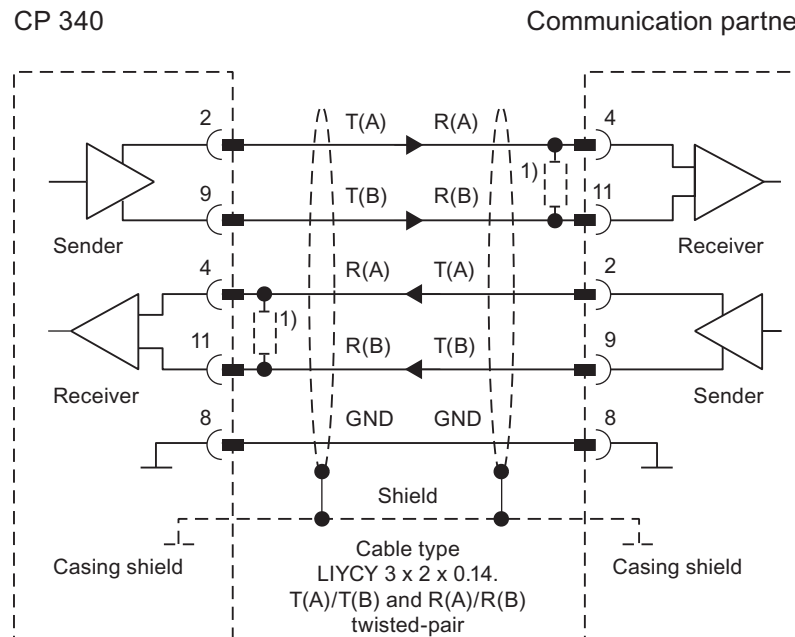 CP 340
Communication partne
2 T(A) R(A) 4
1)
9 T(B) R(B) 11
Sender Receiver
4 R(A) T(A) 2
1)
11 R(B) T(B) 9
Receiver Sender
8 GND GND 8
Shield
Casing shield Casing shield
Cable type
LIYCY 3 x 2 x 0.14.
T(A)/T(B) and R(A)/R(B)
twisted-pair